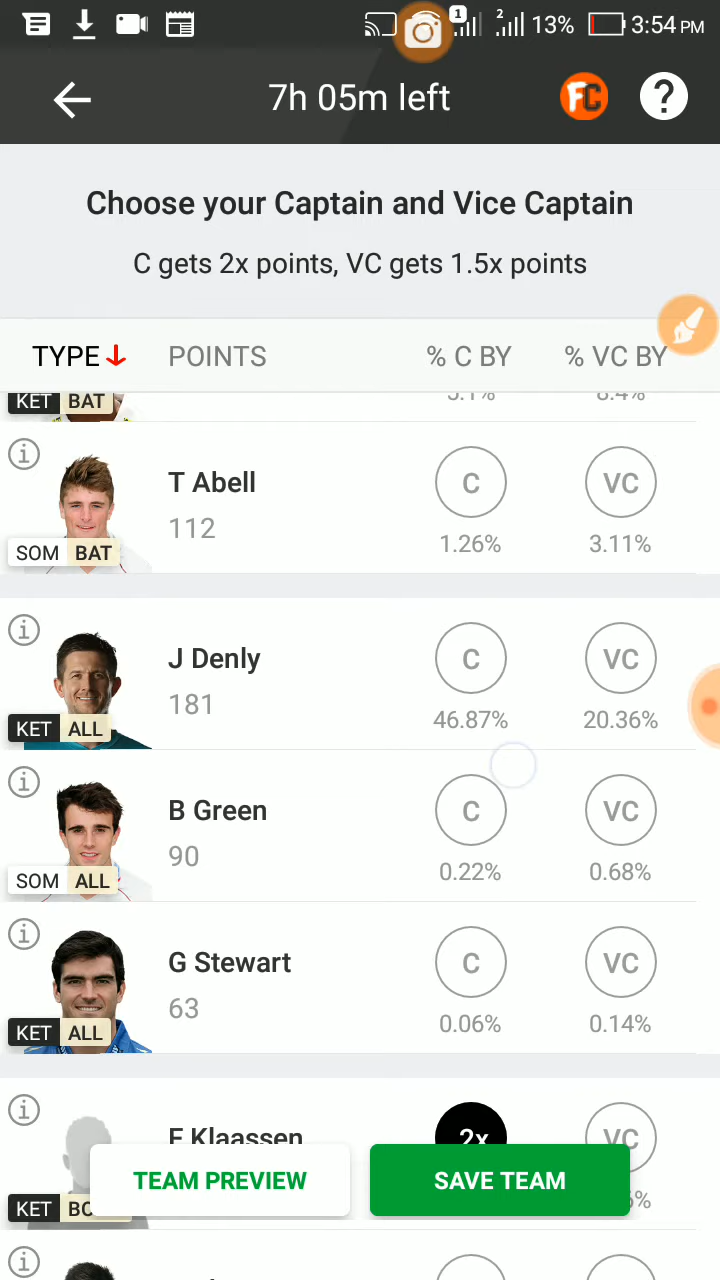 1 2 13% 3:54 PM
7h 05m left FC ?
Choose your Captain and Vice Captain
C gets 2x points, VC gets 1.5x points
TYPE POINTS % C BY % VC BY
KET BAT
i T Abell C VC
112
SOM BAT 1.26% 3.11%
i J Denly C VC
181
KET ALL 46.87% 20.36%
i B Green C VC
90
SOM ALL 0.22% 0.68%
i G Stewart C VC
63
KET ALL 0.06% 0.14%
i F Klaassen 2x VC
TEAM PREVIEW SAVE TEAM
KET
i